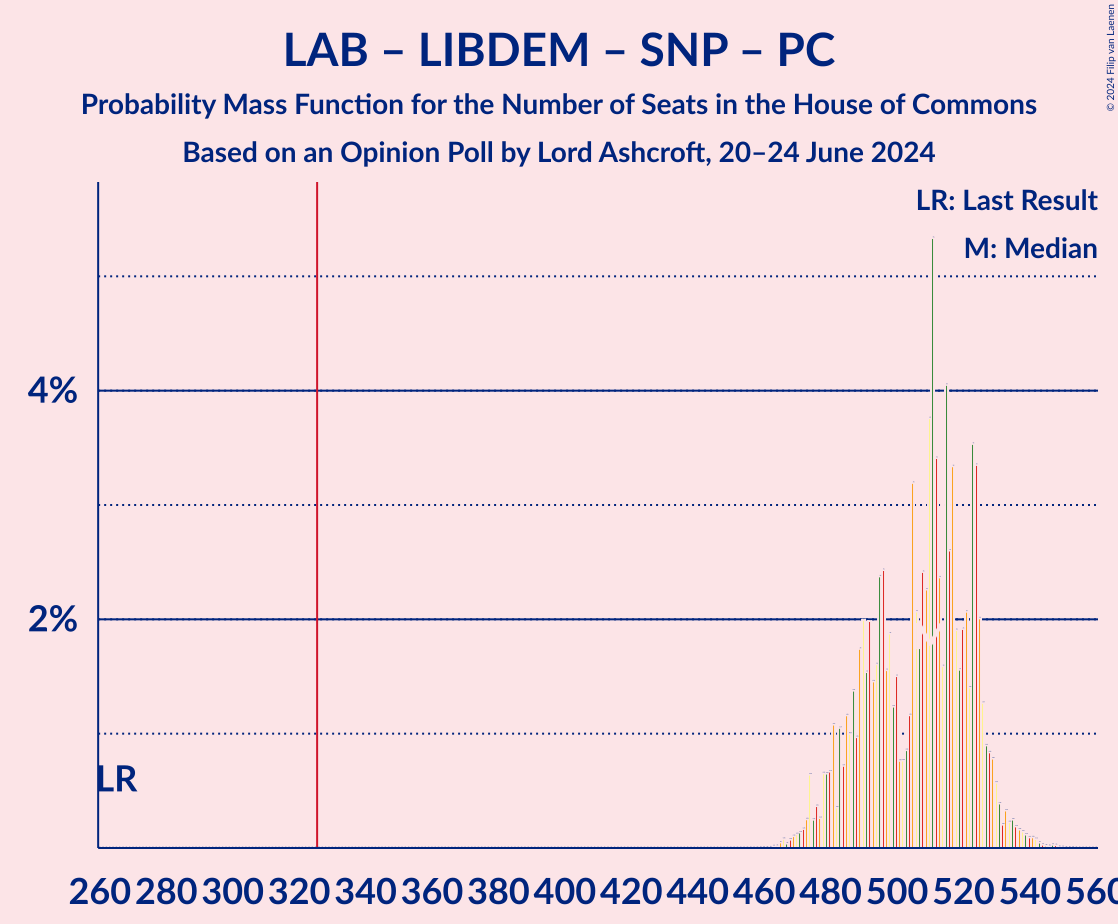 LAB – LIBDEM – SNP – PC
Probability Mass Function for the Number of Seats in the House of Commons
Based on an Opinion Poll by Lord Ashcroft, 20–24 June 2024
© 2024 Filip van Laenen
LR: Last Result
M: Median
4%
2%
LR
260 280 300 320 340 360 380 400 420 440 460 480 500 520 540 560